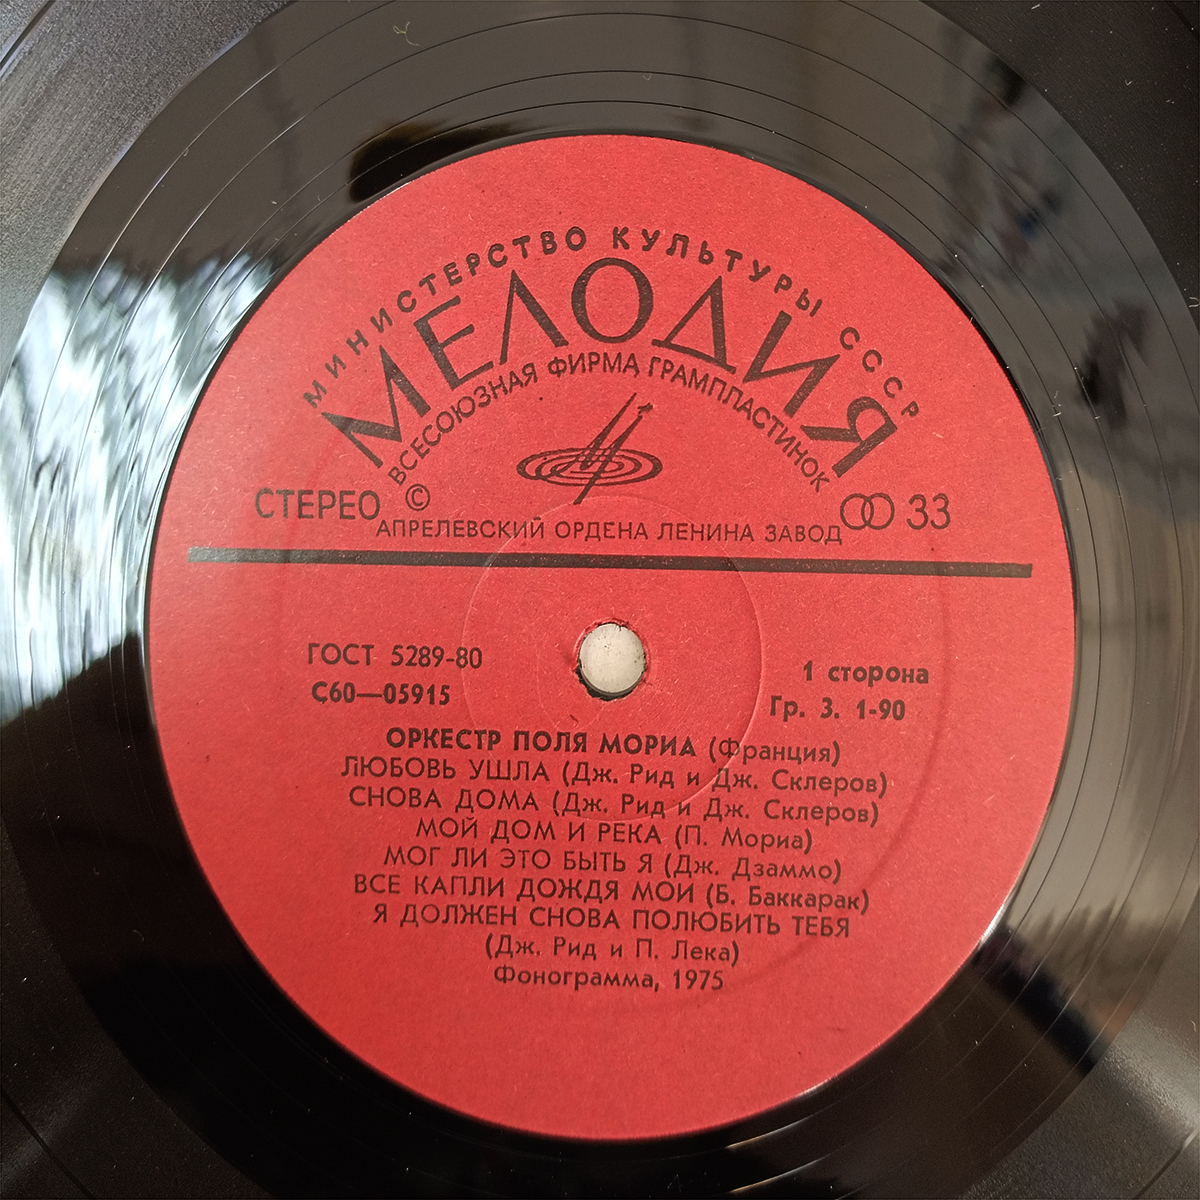 МИНИСТЕРСТВО КУЛЬТУРЫ СССР
МЕЛОДИЯ
ВСЕСОЮЗНАЯ ФИРМА ГРАМПЛАСТИНОК
СТЕРЕО © 33
АПРЕЛЕВСКИЙ ОРДЕНА ЛЕНИНА ЗАВОД
ГОСТ 5289-80
С60—05915
1 сторона
Гр. 3. 1-90
ОРКЕСТР ПОЛЯ МОРИА (Франция)
ЛЮБОВЬ УШЛА (Дж. Рид и Дж. Склеров)
СНОВА ДОМА (Дж. Рид и Дж. Склеров)
МОЙ ДОМ И РЕКА (П. Мориа)
МОГ ЛИ ЭТО БЫТЬ Я (Дж. Дзаммо)
ВСЕ КАПЛИ ДОЖДЯ МОИ (Б. Баккарак)
Я ДОЛЖЕН СНОВА ПОЛЮБИТЬ ТЕБЯ
(Дж. Рид и П. Лека)
Фонограмма, 1975